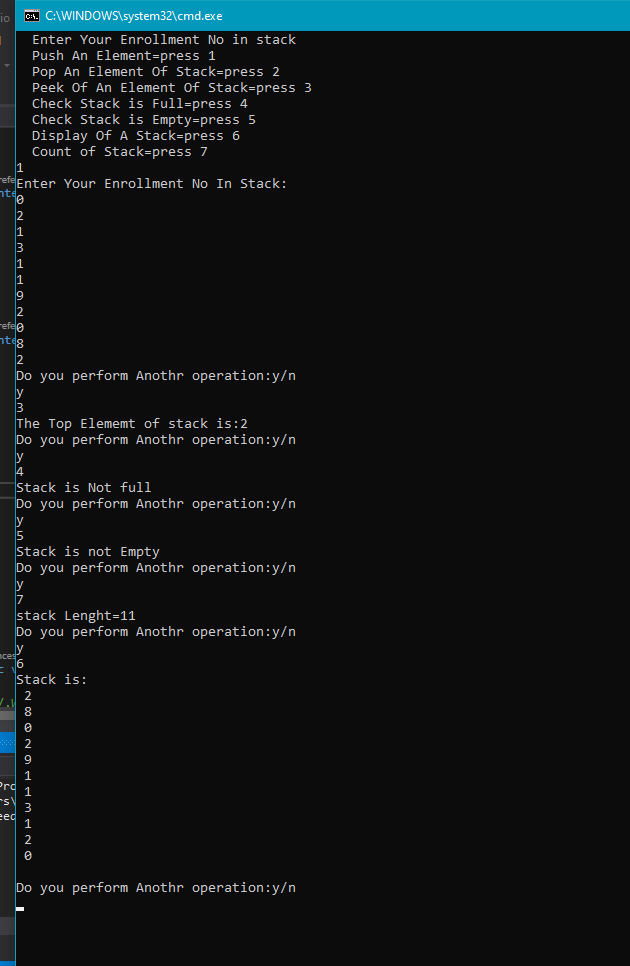 C:\WINDOWS\system32\cmd.exe
Enter Your Enrollment No in stack
Push An Element=press 1
Pop An Element Of Stack=press 2
Peek Of An Element Of Stack=press 3
Check Stack is Full=press 4
Check Stack is Empty=press 5
Display Of A Stack=press 6
Count of Stack=press 7
1
Enter Your Enrollment No In Stack:
0
2
1
3
1
1
9
2
0
8
2
Do you perform Anothr operation:y/n
y
3
The Top Elememt of stack is:2
Do you perform Anothr operation:y/n
y
4
Stack is Not full
Do you perform Anothr operation:y/n
y
5
Stack is not Empty
Do you perform Anothr operation:y/n
y
7
stack Lenght=11
Do you perform Anothr operation:y/n
y
6
Stack is:
2
8
0
2
9
1
1
3
1
2
0
Do you perform Anothr operation:y/n